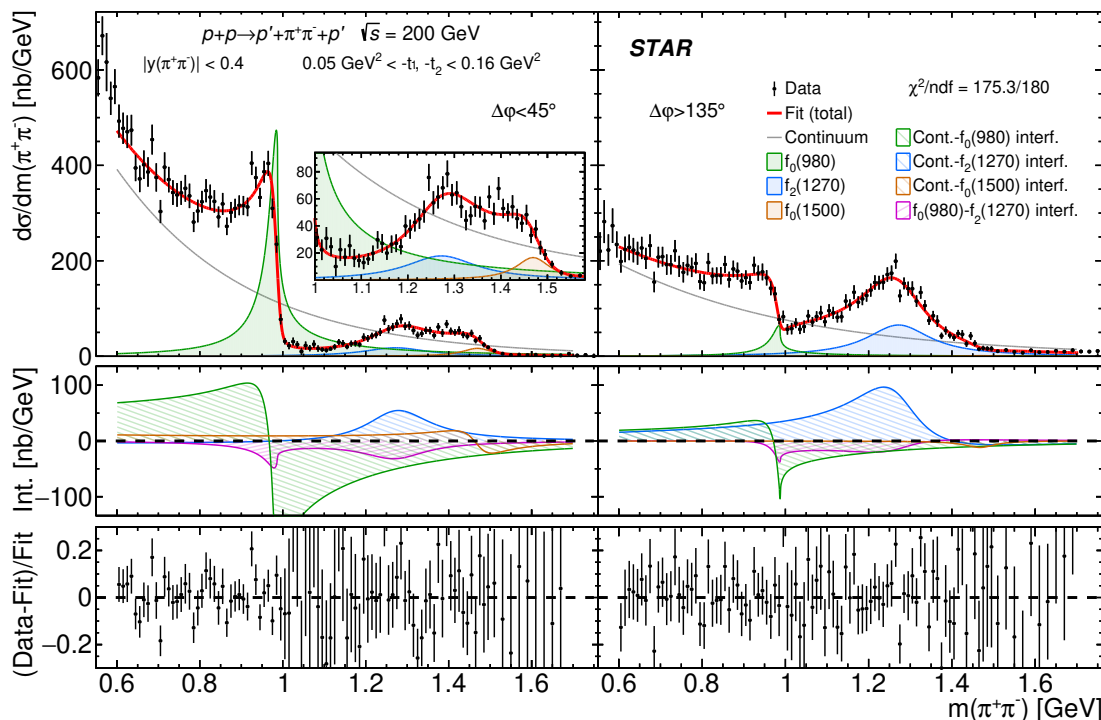 p+p→p'+π⁺π⁻+p' √s = 200 GeV
|y(π⁺π⁻)| < 0.4 0.05 GeV² < -t₁, -t₂ < 0.16 GeV²
Δφ<45°
STAR
Δφ>135°
Data χ²/ndf = 175.3/180
Fit (total)
Continuum Cont.-f₀(980) interf.
f₀(980) Cont.-f₂(1270) interf.
f₂(1270) Cont.-f₀(1500) interf.
f₀(1500) f₀(980)-f₂(1270) interf.
dσ/dm(π⁺π⁻) [nb/GeV]
600
400
200
0
80
60
40
20
1 1.1 1.2 1.3 1.4 1.5
Int. [nb/GeV]
100
0
−100
(Data-Fit)/Fit
0.2
0
−0.2
0.6 0.8 1 1.2 1.4 1.6 0.6 0.8 1 1.2 1.4 1.6
m(π⁺π⁻) [GeV]